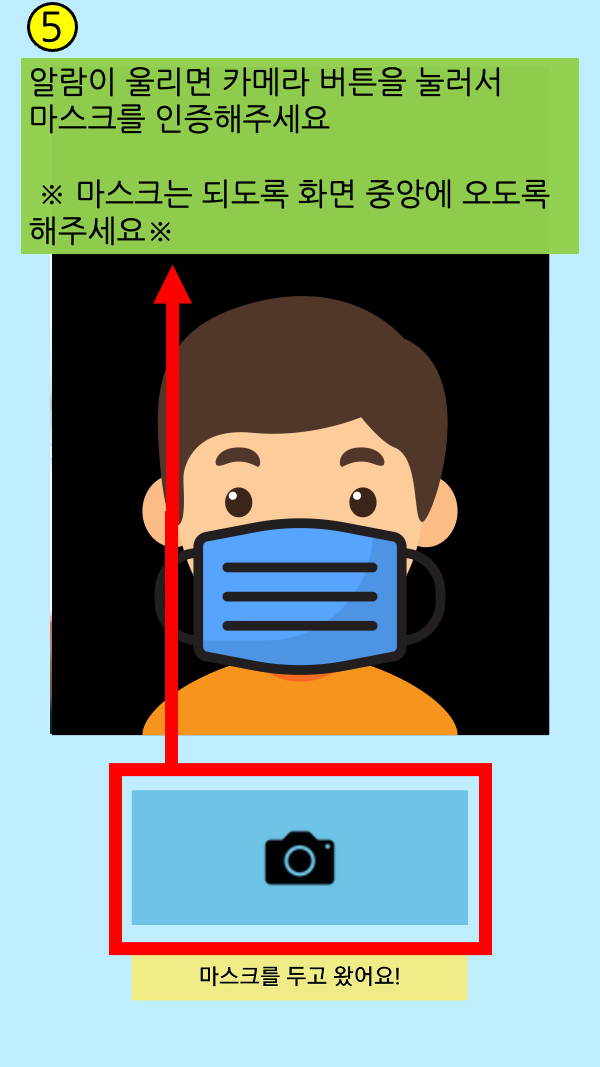 5
알람이 울리면 카메라 버튼을 눌러서
마스크를 인증해주세요
※ 마스크는 되도록 화면 중앙에 오도록
해주세요※
마스크를 두고 왔어요!